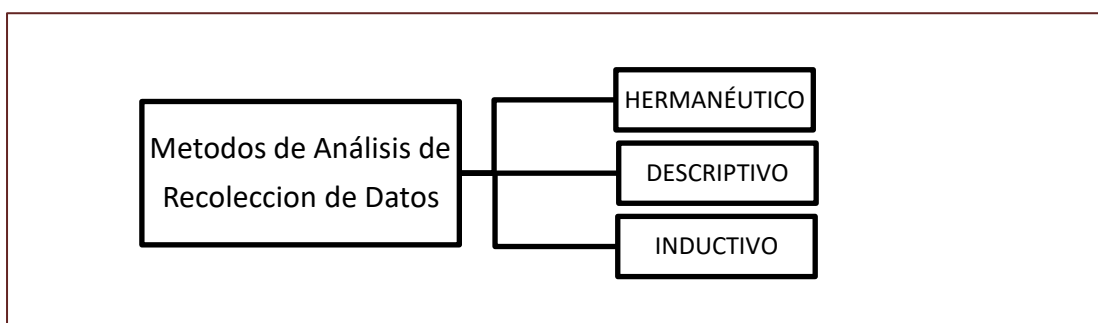 Metodos de Análisis de
Recoleccion de Datos
HERMANÉUTICO
DESCRIPTIVO
INDUCTIVO